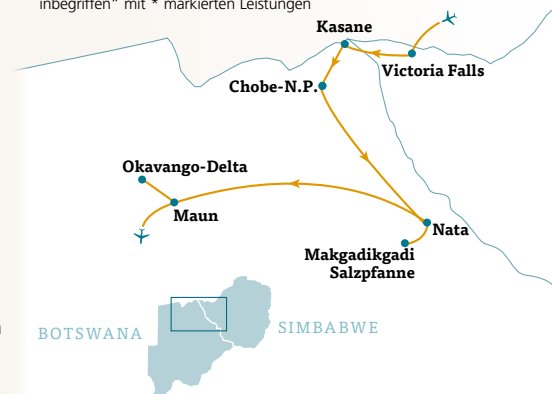 inbegriffen" mit * markierten Leistungen
Kasane
Victoria Falls
Chobe-N.P.
Okavango-Delta
Maun
Nata
Makgadikgadi
Salzpfanne
BOTSWANA
SIMBABWE